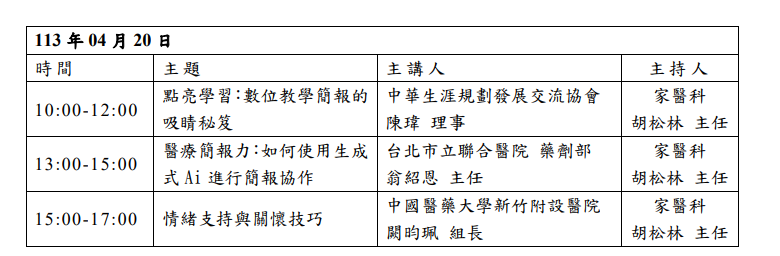 113 年 04 月 20 日
時間 主題 主講人 主持人
10:00-12:00 點亮學習:數位教學簡報的吸睛秘笈 中華生涯規劃發展交流協會 陳瑋 理事 家醫科 胡松林 主任
13:00-15:00 醫療簡報力:如何使用生成式 Ai 進行簡報協作 台北市立聯合醫院 藥劑部 翁紹恩 主任 家醫科 胡松林 主任
15:00-17:00 情緒支持與關懷技巧 中國醫藥大學新竹附設醫院 闕昀珮 組長 家醫科 胡松林 主任